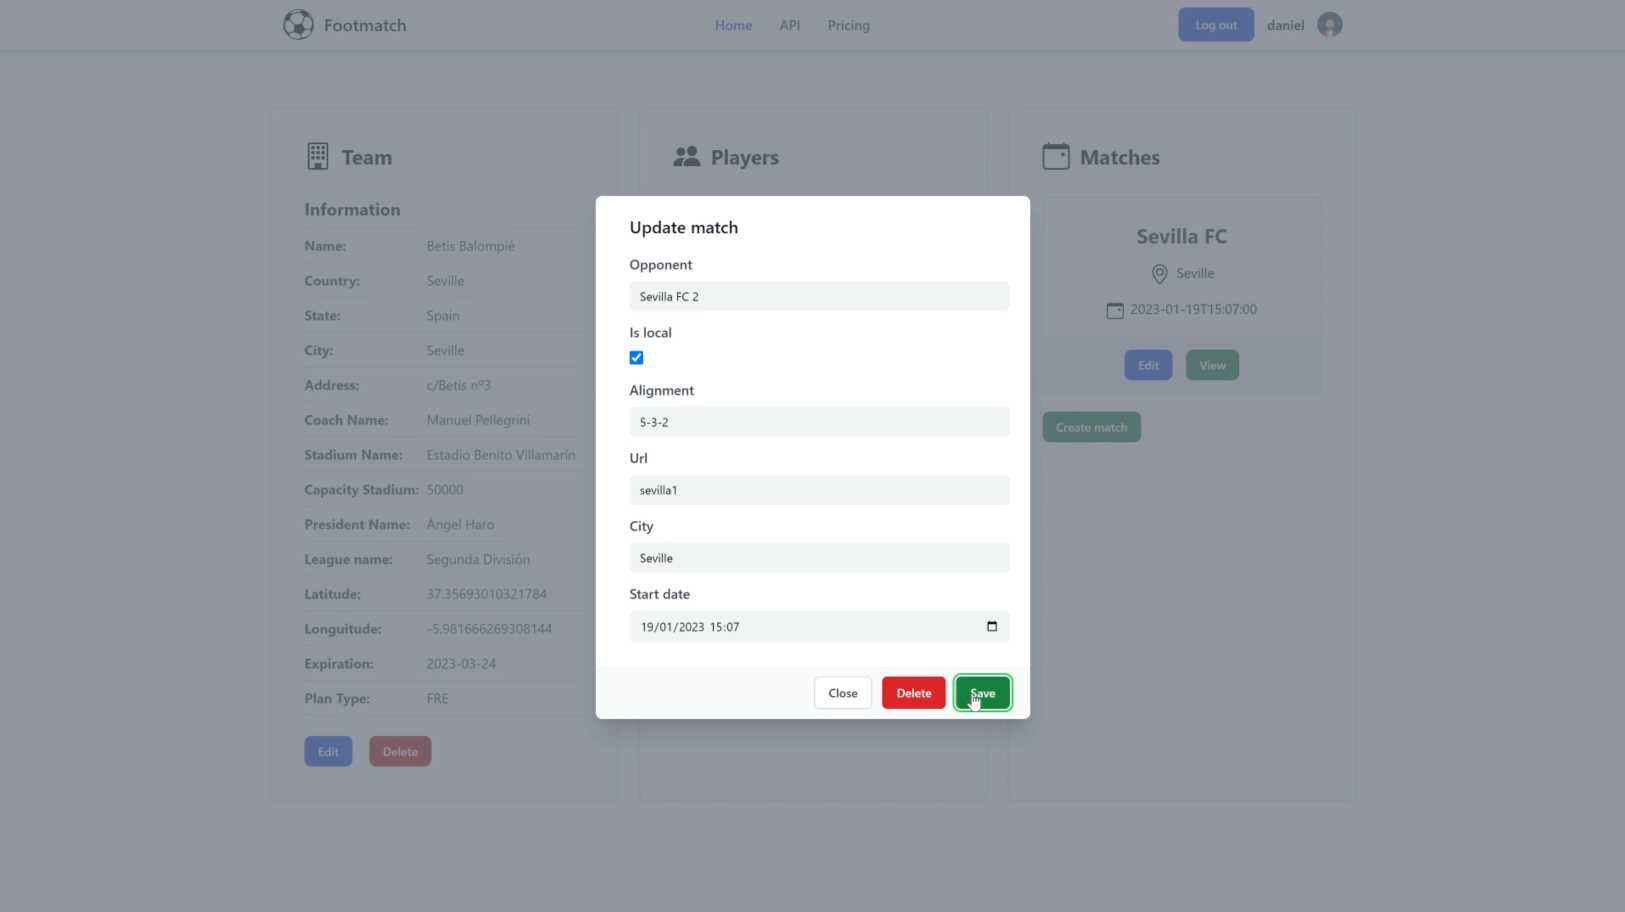 Footmatch
Home
API
Pricing
Log out
daniel
Team
Information
Name: Betis Balompié
Country: Seville
State: Spain
City: Seville
Address: c/Betis nº3
Coach Name: Manuel Pellegrini
Stadium Name: Estadio Benito Villamarín
Capacity Stadium: 50000
President Name: Ángel Haro
League name: Segunda División
Latitude: 37.35693010321784
Longuitude: -5.981666269308144
Expiration: 2023-03-24
Plan Type: FRE
Edit
Delete
Players
Update match
Opponent
Sevilla FC 2
Is local
Alignment
5-3-2
Url
sevilla1
City
Seville
Start date
19/01/2023 15:07
Close
Delete
Save
Matches
Sevilla FC
Seville
2023-01-19T15:07:00
Edit
View
Create match